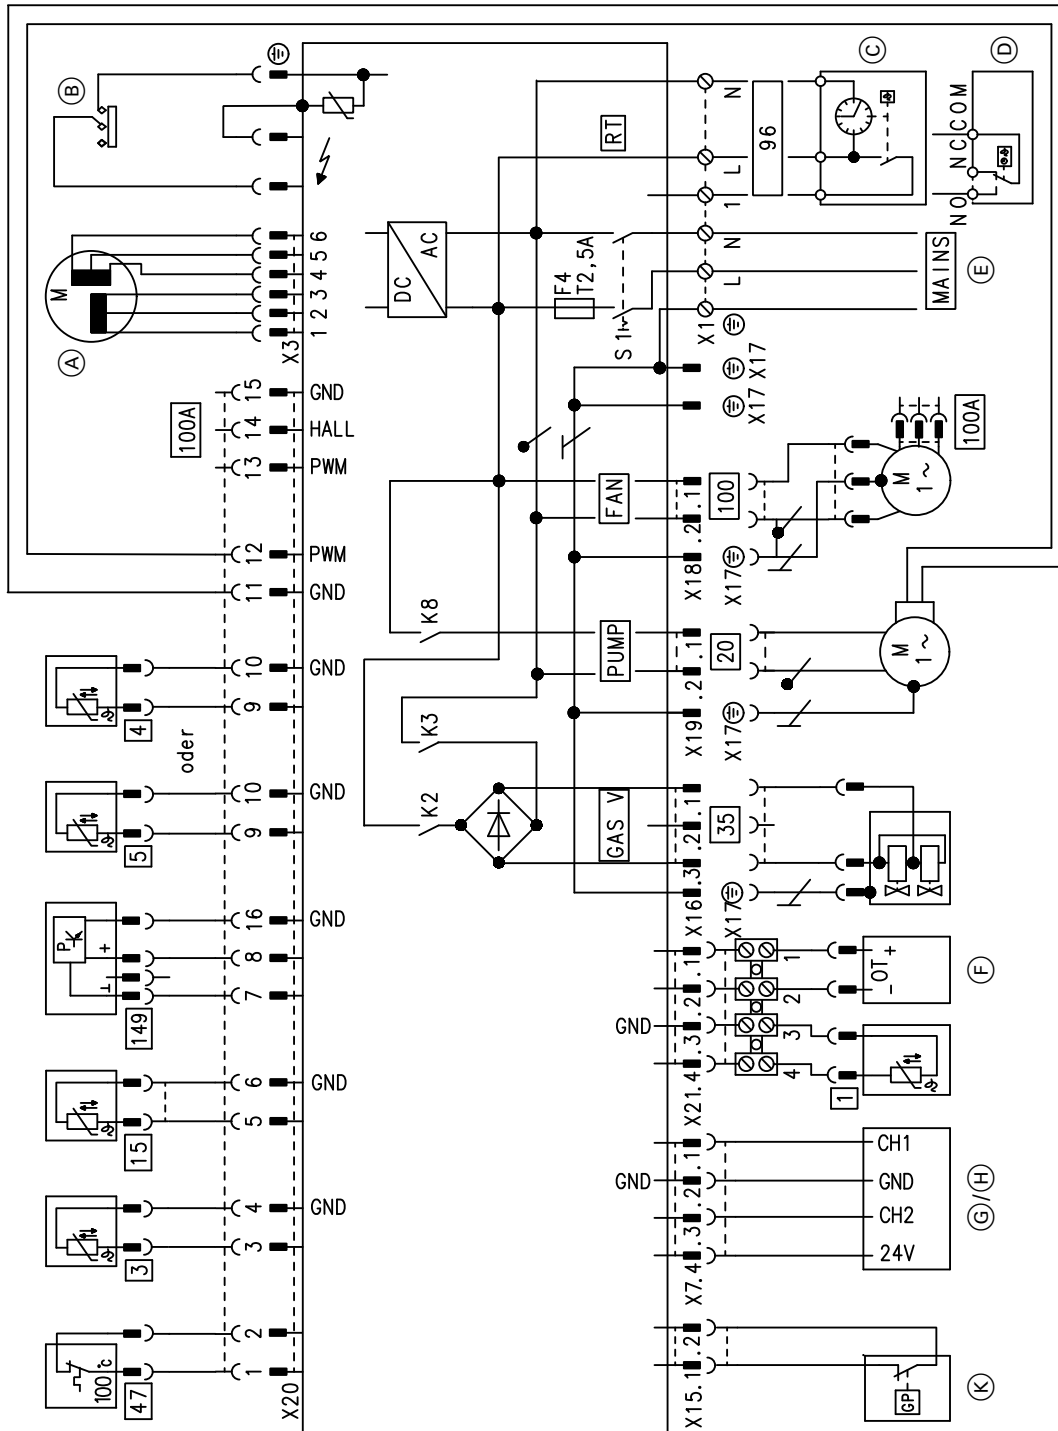 B
C
D
A
E
F
G/H
K
M
X3
1
2
3
4
5
6
DC
AC
F4
T2,5A
S1
RT
N
L
1
N
L
X1
96
NO NC COM
MAINS
X17
X17
100A
15
14
13
12
11
GND
HALL
PWM
PWM
GND
FAN
.1
.2
X18
X17
100
M
1~
100A
K8
PUMP
.1
.2
X19
X17
20
M
1~
4
10
9
GND
oder
5
10
9
GND
K3
K2
GAS V
.1
.2
.3
X16
X17
35
P
+
⊥
149
16
8
7
GND
15
6
5
GND
3
4
3
GND
100°C
47
2
1
X20
GND
.1
.2
.3
.4
X21
1
2
3
4
OT
+
-
1
GND
.1
.2
.3
.4
X7
CH1
GND
CH2
24V
.2
.1
X15
GP